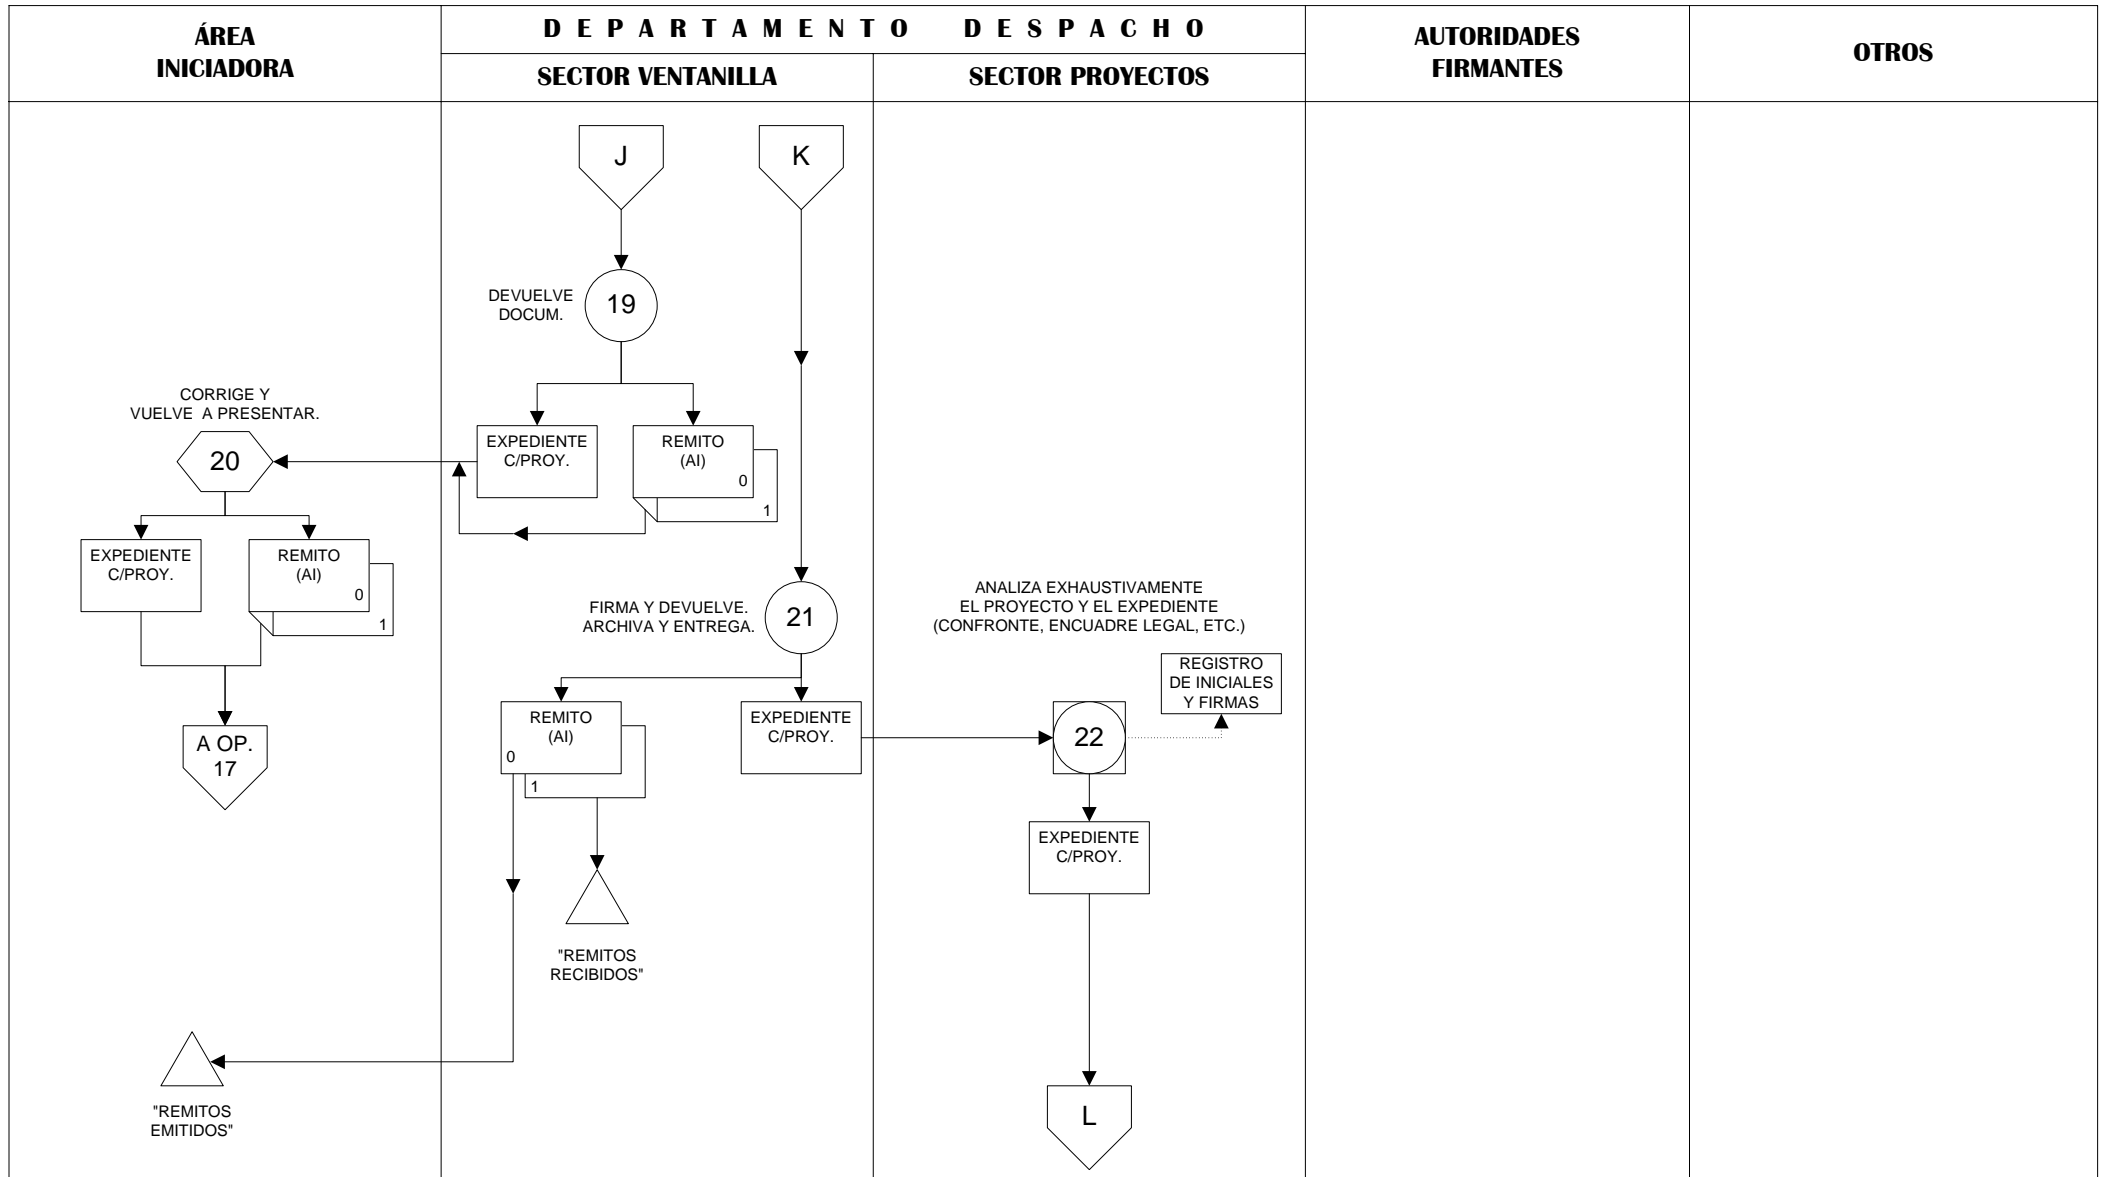 ÁREA
INICIADORA
DEPARTAMENTO DESPACHO
SECTOR VENTANILLA
SECTOR PROYECTOS
AUTORIDADES
FIRMANTES
OTROS
J
K
DEVUELVE
DOCUM.
19
CORRIGE Y
VUELVE A PRESENTAR.
20
EXPEDIENTE
C/PROY.
REMITO
(AI)
0
1
EXPEDIENTE
C/PROY.
REMITO
(AI)
0
1
A OP.
17
FIRMA Y DEVUELVE.
ARCHIVA Y ENTREGA.
21
REMITO
(AI)
0
1
EXPEDIENTE
C/PROY.
ANALIZA EXHAUSTIVAMENTE
EL PROYECTO Y EL EXPEDIENTE
(CONFRONTE, ENCUADRE LEGAL, ETC.)
REGISTRO
DE INICIALES
Y FIRMAS
22
EXPEDIENTE
C/PROY.
"REMITOS
RECIBIDOS"
"REMITOS
EMITIDOS"
L